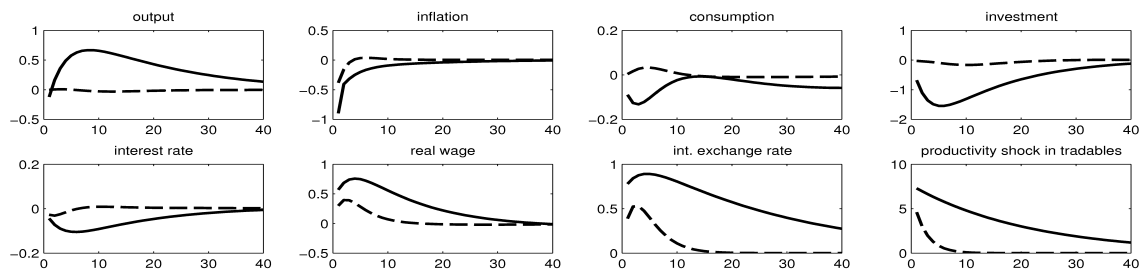 output
inflation
consumption
investment
1
0.5
0
−0.5
0 10 20 30 40
0.5
0
−0.5
−1
0 10 20 30 40
0.2
0
−0.2
0 10 20 30 40
1
0
−1
−2
0 10 20 30 40
interest rate
real wage
int. exchange rate
productivity shock in tradables
0.2
0
−0.2
0 10 20 30 40
1
0.5
0
−0.5
0 10 20 30 40
1
0.5
0
0 10 20 30 40
10
5
0
0 10 20 30 40